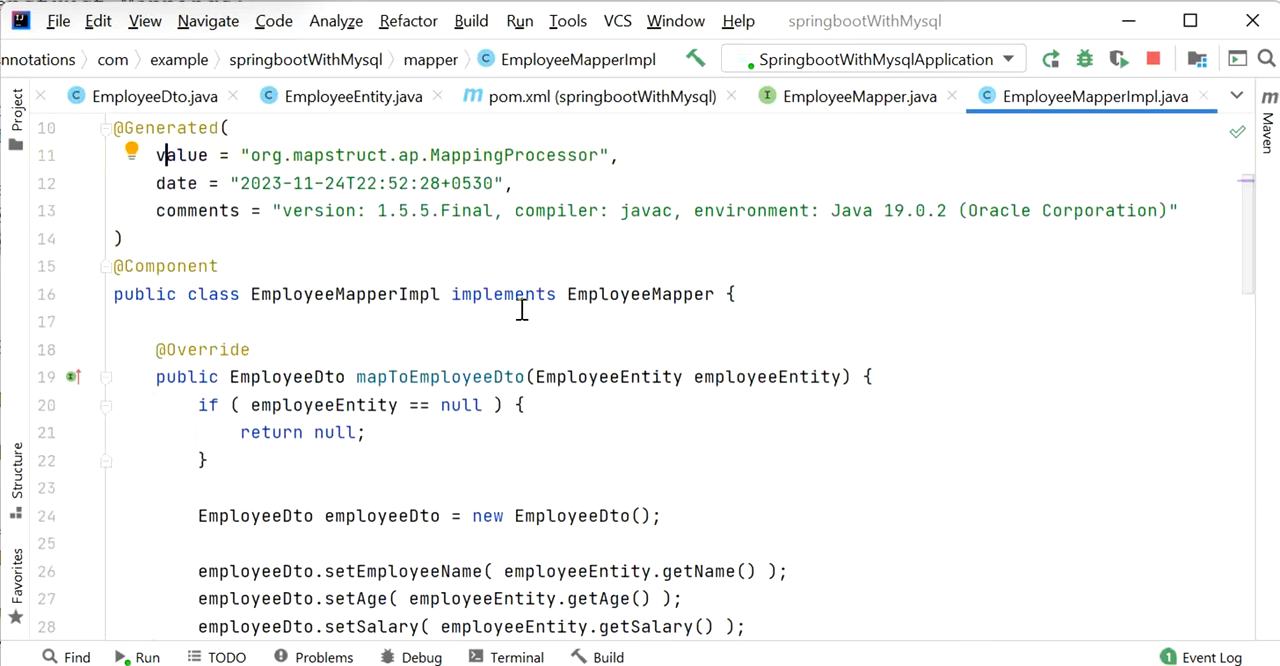 File Edit View Navigate Code Analyze Refactor Build Run Tools VCS Window Help springbootWithMysql
nnotations com example springbootWithMysql mapper EmployeeMapperImpl SpringbootWithMysqlApplication
Project EmployeeDto.java EmployeeEntity.java pom.xml (springbootWithMysql) EmployeeMapper.java EmployeeMapperImpl.java Maven
10 @Generated(
11 value = "org.mapstruct.ap.MappingProcessor",
12 date = "2023-11-24T22:52:28+0530",
13 comments = "version: 1.5.5.Final, compiler: javac, environment: Java 19.0.2 (Oracle Corporation)"
14 )
15 @Component
16 public class EmployeeMapperImpl implements EmployeeMapper {
17
18 @Override
19 public EmployeeDto mapToEmployeeDto(EmployeeEntity employeeEntity) {
20 if ( employeeEntity == null ) {
21 return null;
22 }
23
24 EmployeeDto employeeDto = new EmployeeDto();
25
26 employeeDto.setEmployeeName( employeeEntity.getName() );
27 employeeDto.setAge( employeeEntity.getAge() );
28 employeeDto.setSalary( employeeEntity.getSalary() );
Structure
Favorites
Find Run TODO Problems Debug Terminal Build 1 Event Log